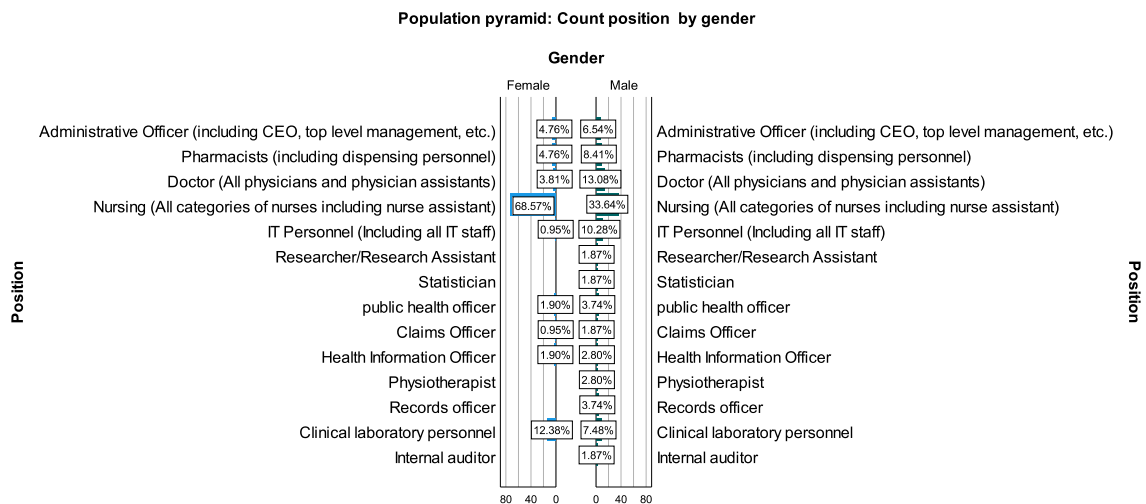 Population pyramid: Count position by gender
Gender
Female Male
Administrative Officer (including CEO, top level management, etc.) 4.76% 6.54% Administrative Officer (including CEO, top level management, etc.)
Pharmacists (including dispensing personnel) 4.76% 8.41% Pharmacists (including dispensing personnel)
Doctor (All physicians and physician assistants) 3.81% 13.08% Doctor (All physicians and physician assistants)
Nursing (All categories of nurses including nurse assistant) 68.57% 33.64% Nursing (All categories of nurses including nurse assistant)
IT Personnel (Including all IT staff) 0.95% 10.28% IT Personnel (Including all IT staff)
Researcher/Research Assistant 1.87% Researcher/Research Assistant
Statistician 1.87% Statistician
public health officer 1.90% 3.74% public health officer
Claims Officer 0.95% 1.87% Claims Officer
Health Information Officer 1.90% 2.80% Health Information Officer
Physiotherapist 2.80% Physiotherapist
Records officer 3.74% Records officer
Clinical laboratory personnel 12.38% 7.48% Clinical laboratory personnel
Internal auditor 1.87% Internal auditor
80 40 0 0 40 80
Position
Position